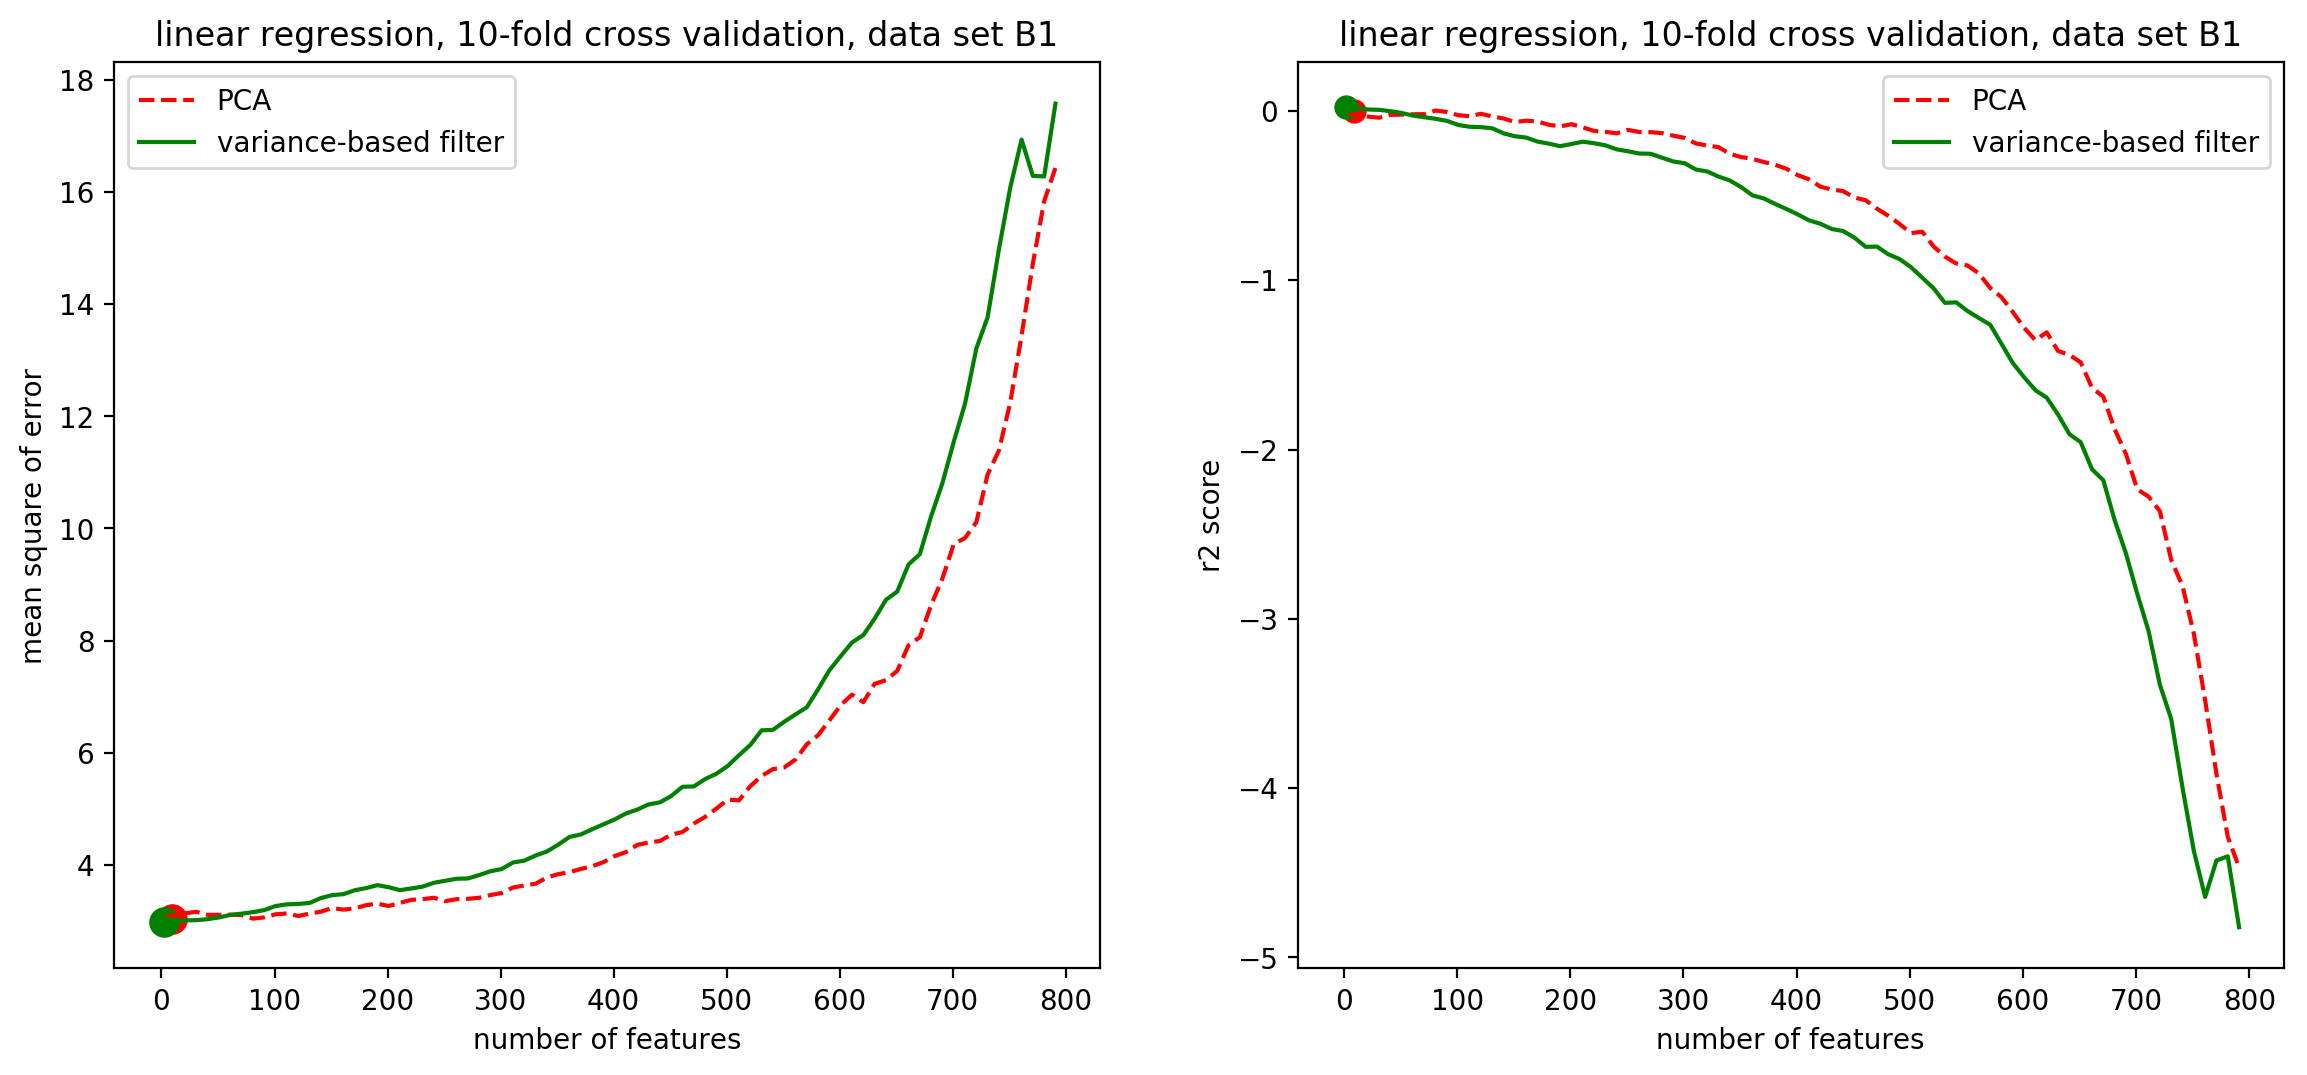 linear regression, 10-fold cross validation, data set B1
PCA
variance-based filter
18
16
14
12
10
8
6
4
mean square of error
0 100 200 300 400 500 600 700 800
number of features
linear regression, 10-fold cross validation, data set B1
PCA
variance-based filter
0
−1
−2
−3
−4
−5
r2 score
0 100 200 300 400 500 600 700 800
number of features